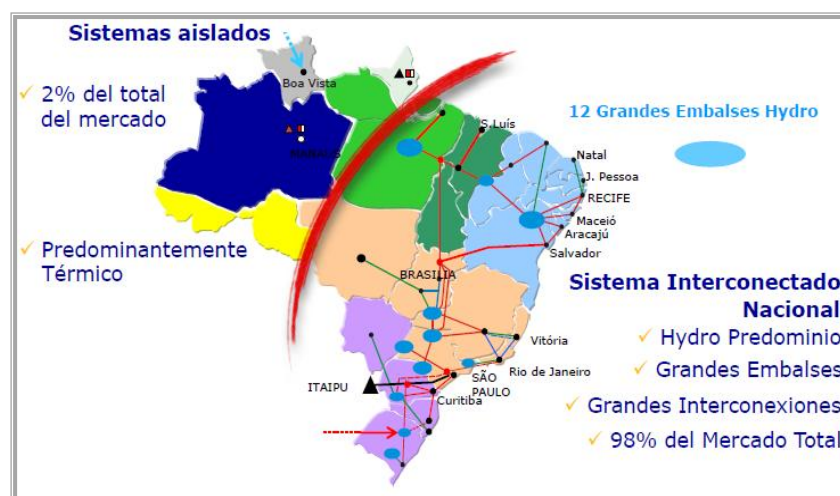 Sistemas aislados
Boa Vista
✓ 2% del total
del mercado
MANAUS
✓ Predominantemente
Térmico
12 Grandes Embalses Hydro
S.Luís
Natal
J. Pessoa
RECIFE
Maceió
Aracajú
Salvador
BRASILIA
Vitória
Rio de Janeiro
SÃO
PAULO
ITAIPU
Curitiba
Sistema Interconectado
Nacional
✓ Hydro Predominio
✓ Grandes Embalses
✓ Grandes Interconexiones
✓ 98% del Mercado Total